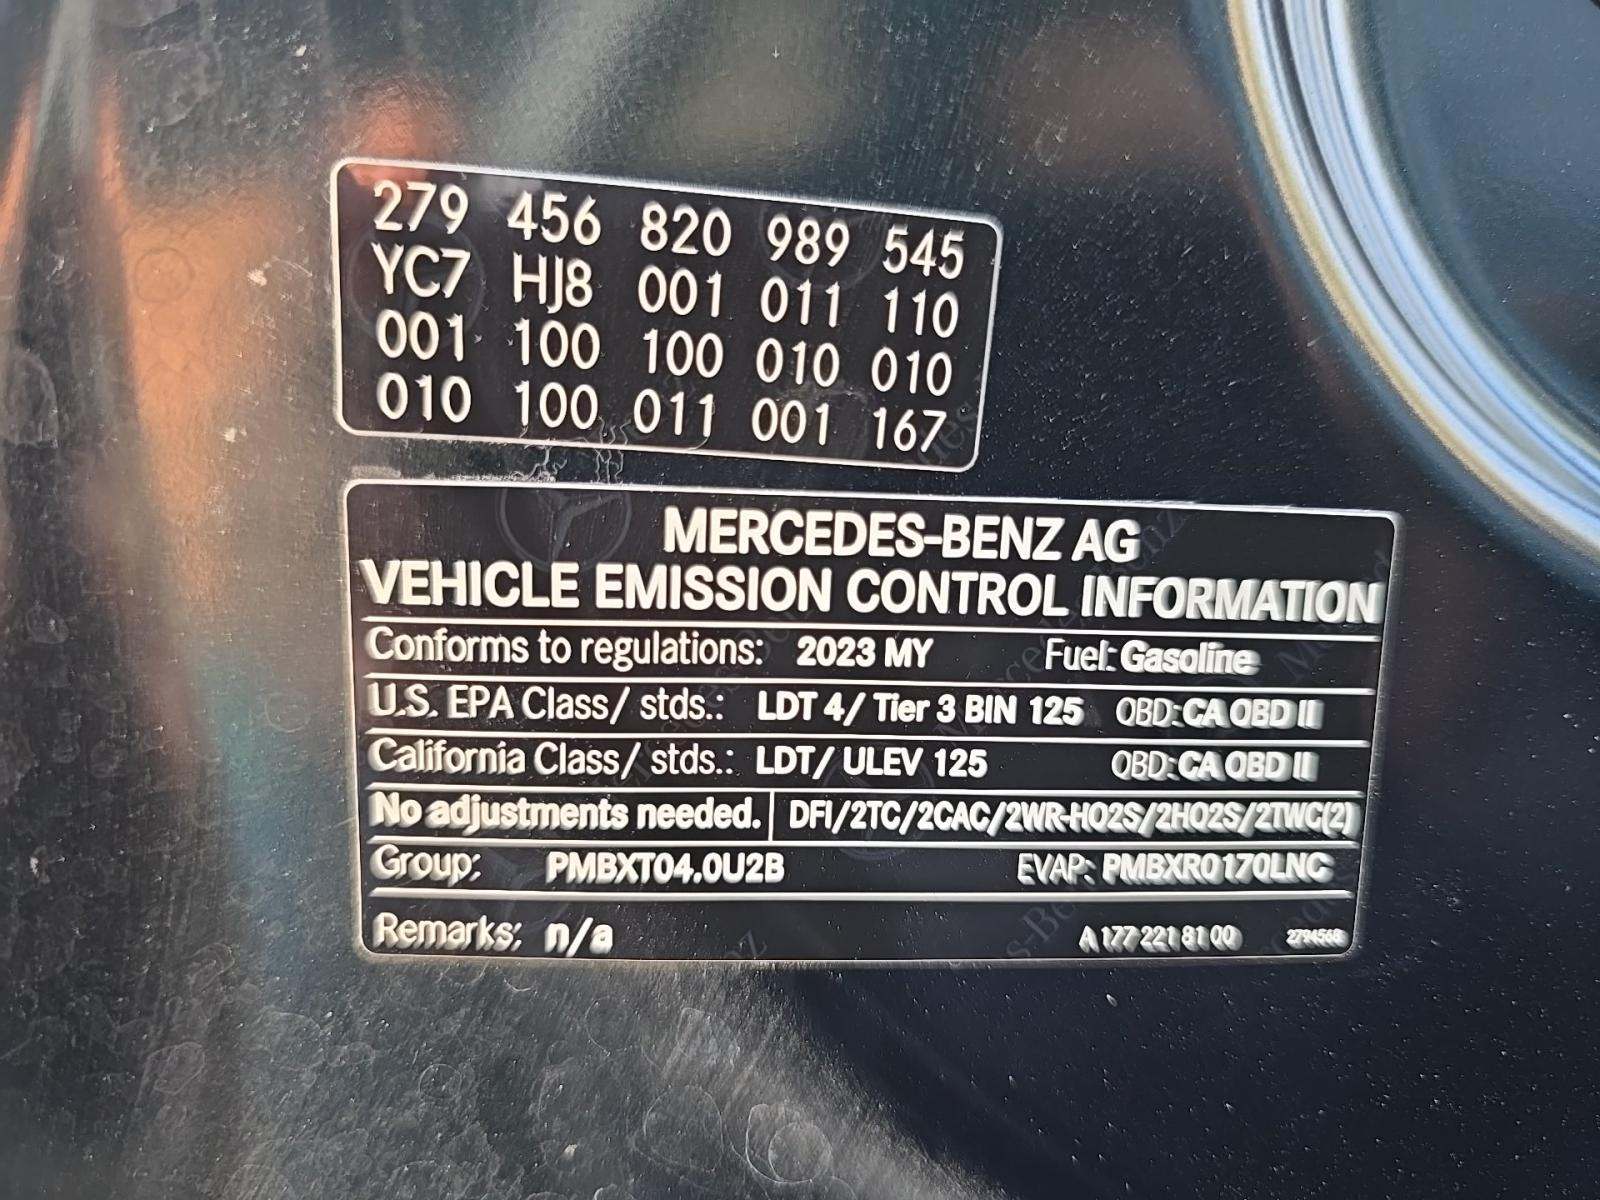 279 456 820 989 545
YC7 HJ8 001 011 110
001 100 100 010 010
010 100 011 001 167
MERCEDES-BENZ AG
VEHICLE EMISSION CONTROL INFORMATION
Conforms to regulations: 2023 MY Fuel: Gasoline
U.S. EPA Class/ stds.: LDT 4/ Tier 3 BIN 125 OBD: CA OBD II
California Class/ stds.: LDT/ ULEV 125 OBD: CA OBD II
No adjustments needed. DFI/2TC/2CAC/2WR-HO2S/2HO2S/2TWC(2)
Group: PMBXT04.0U2B EVAP: PMBXR0170LNC
Remarks: n/a A 177 221 81 00 2794568